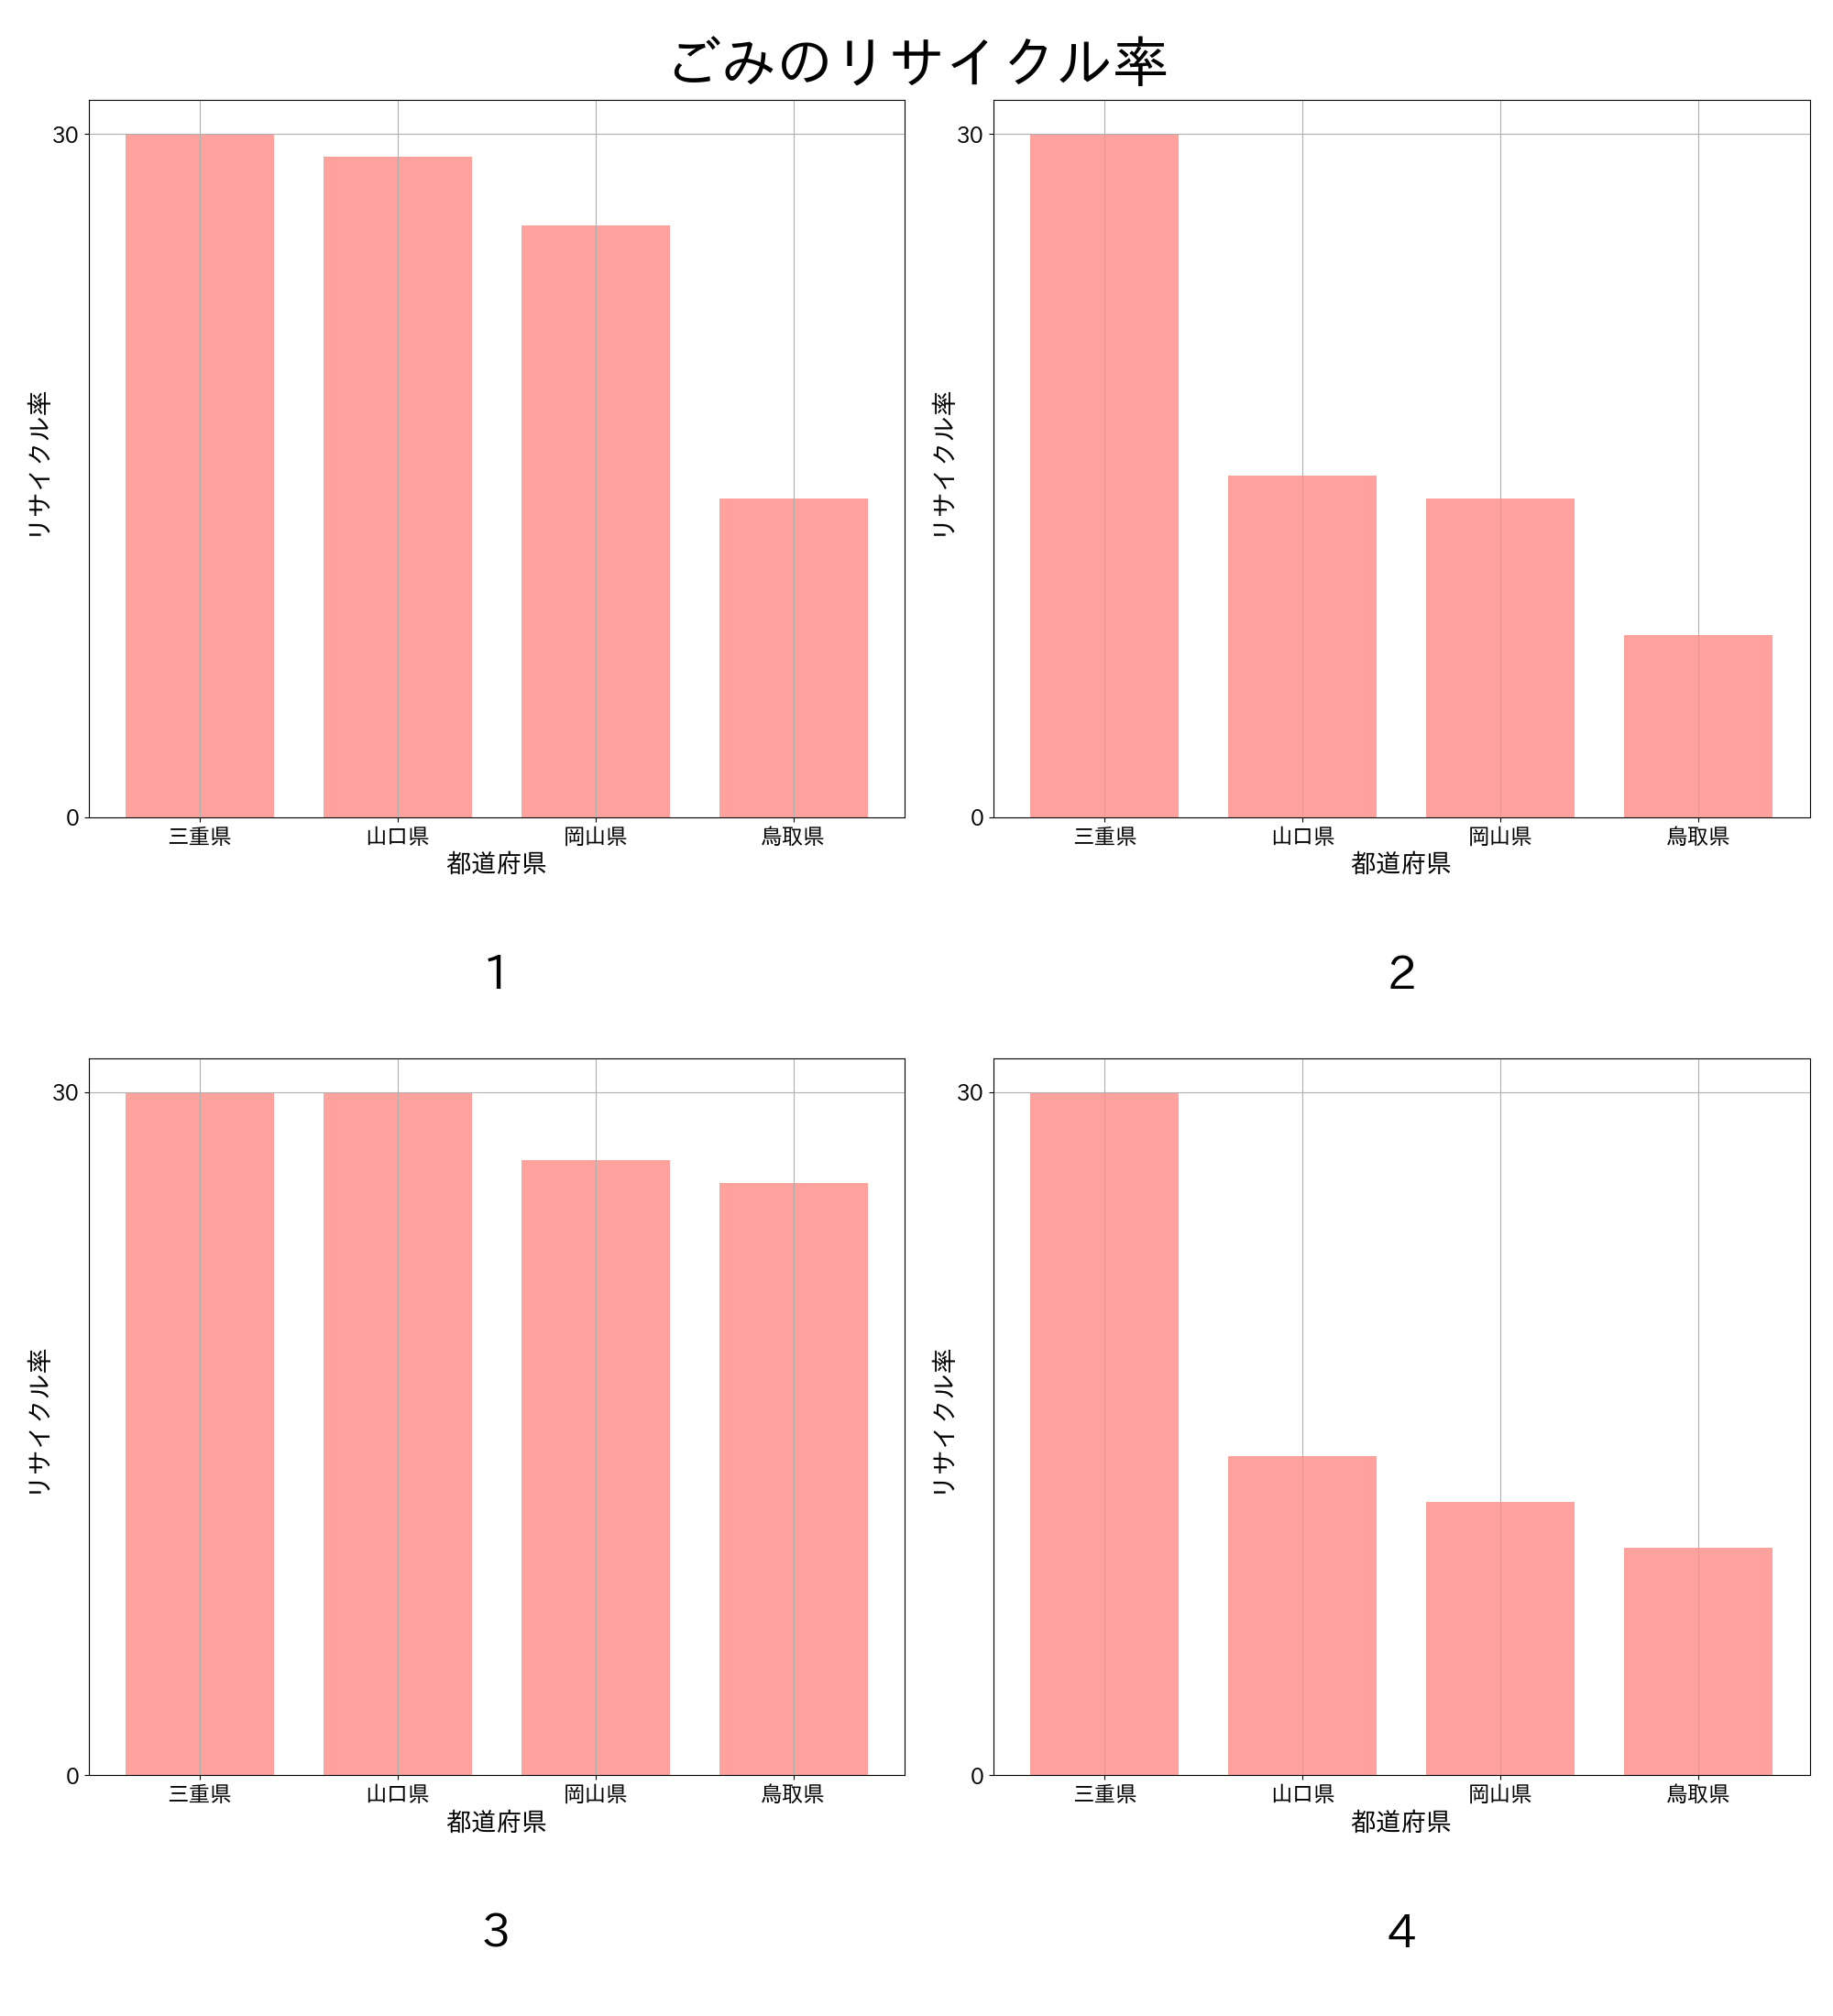 ごみのリサイクル率
30
0
リサイクル率
三重県 山口県 岡山県 鳥取県
都道府県
1
30
0
リサイクル率
三重県 山口県 岡山県 鳥取県
都道府県
2
30
0
リサイクル率
三重県 山口県 岡山県 鳥取県
都道府県
3
30
0
リサイクル率
三重県 山口県 岡山県 鳥取県
都道府県
4